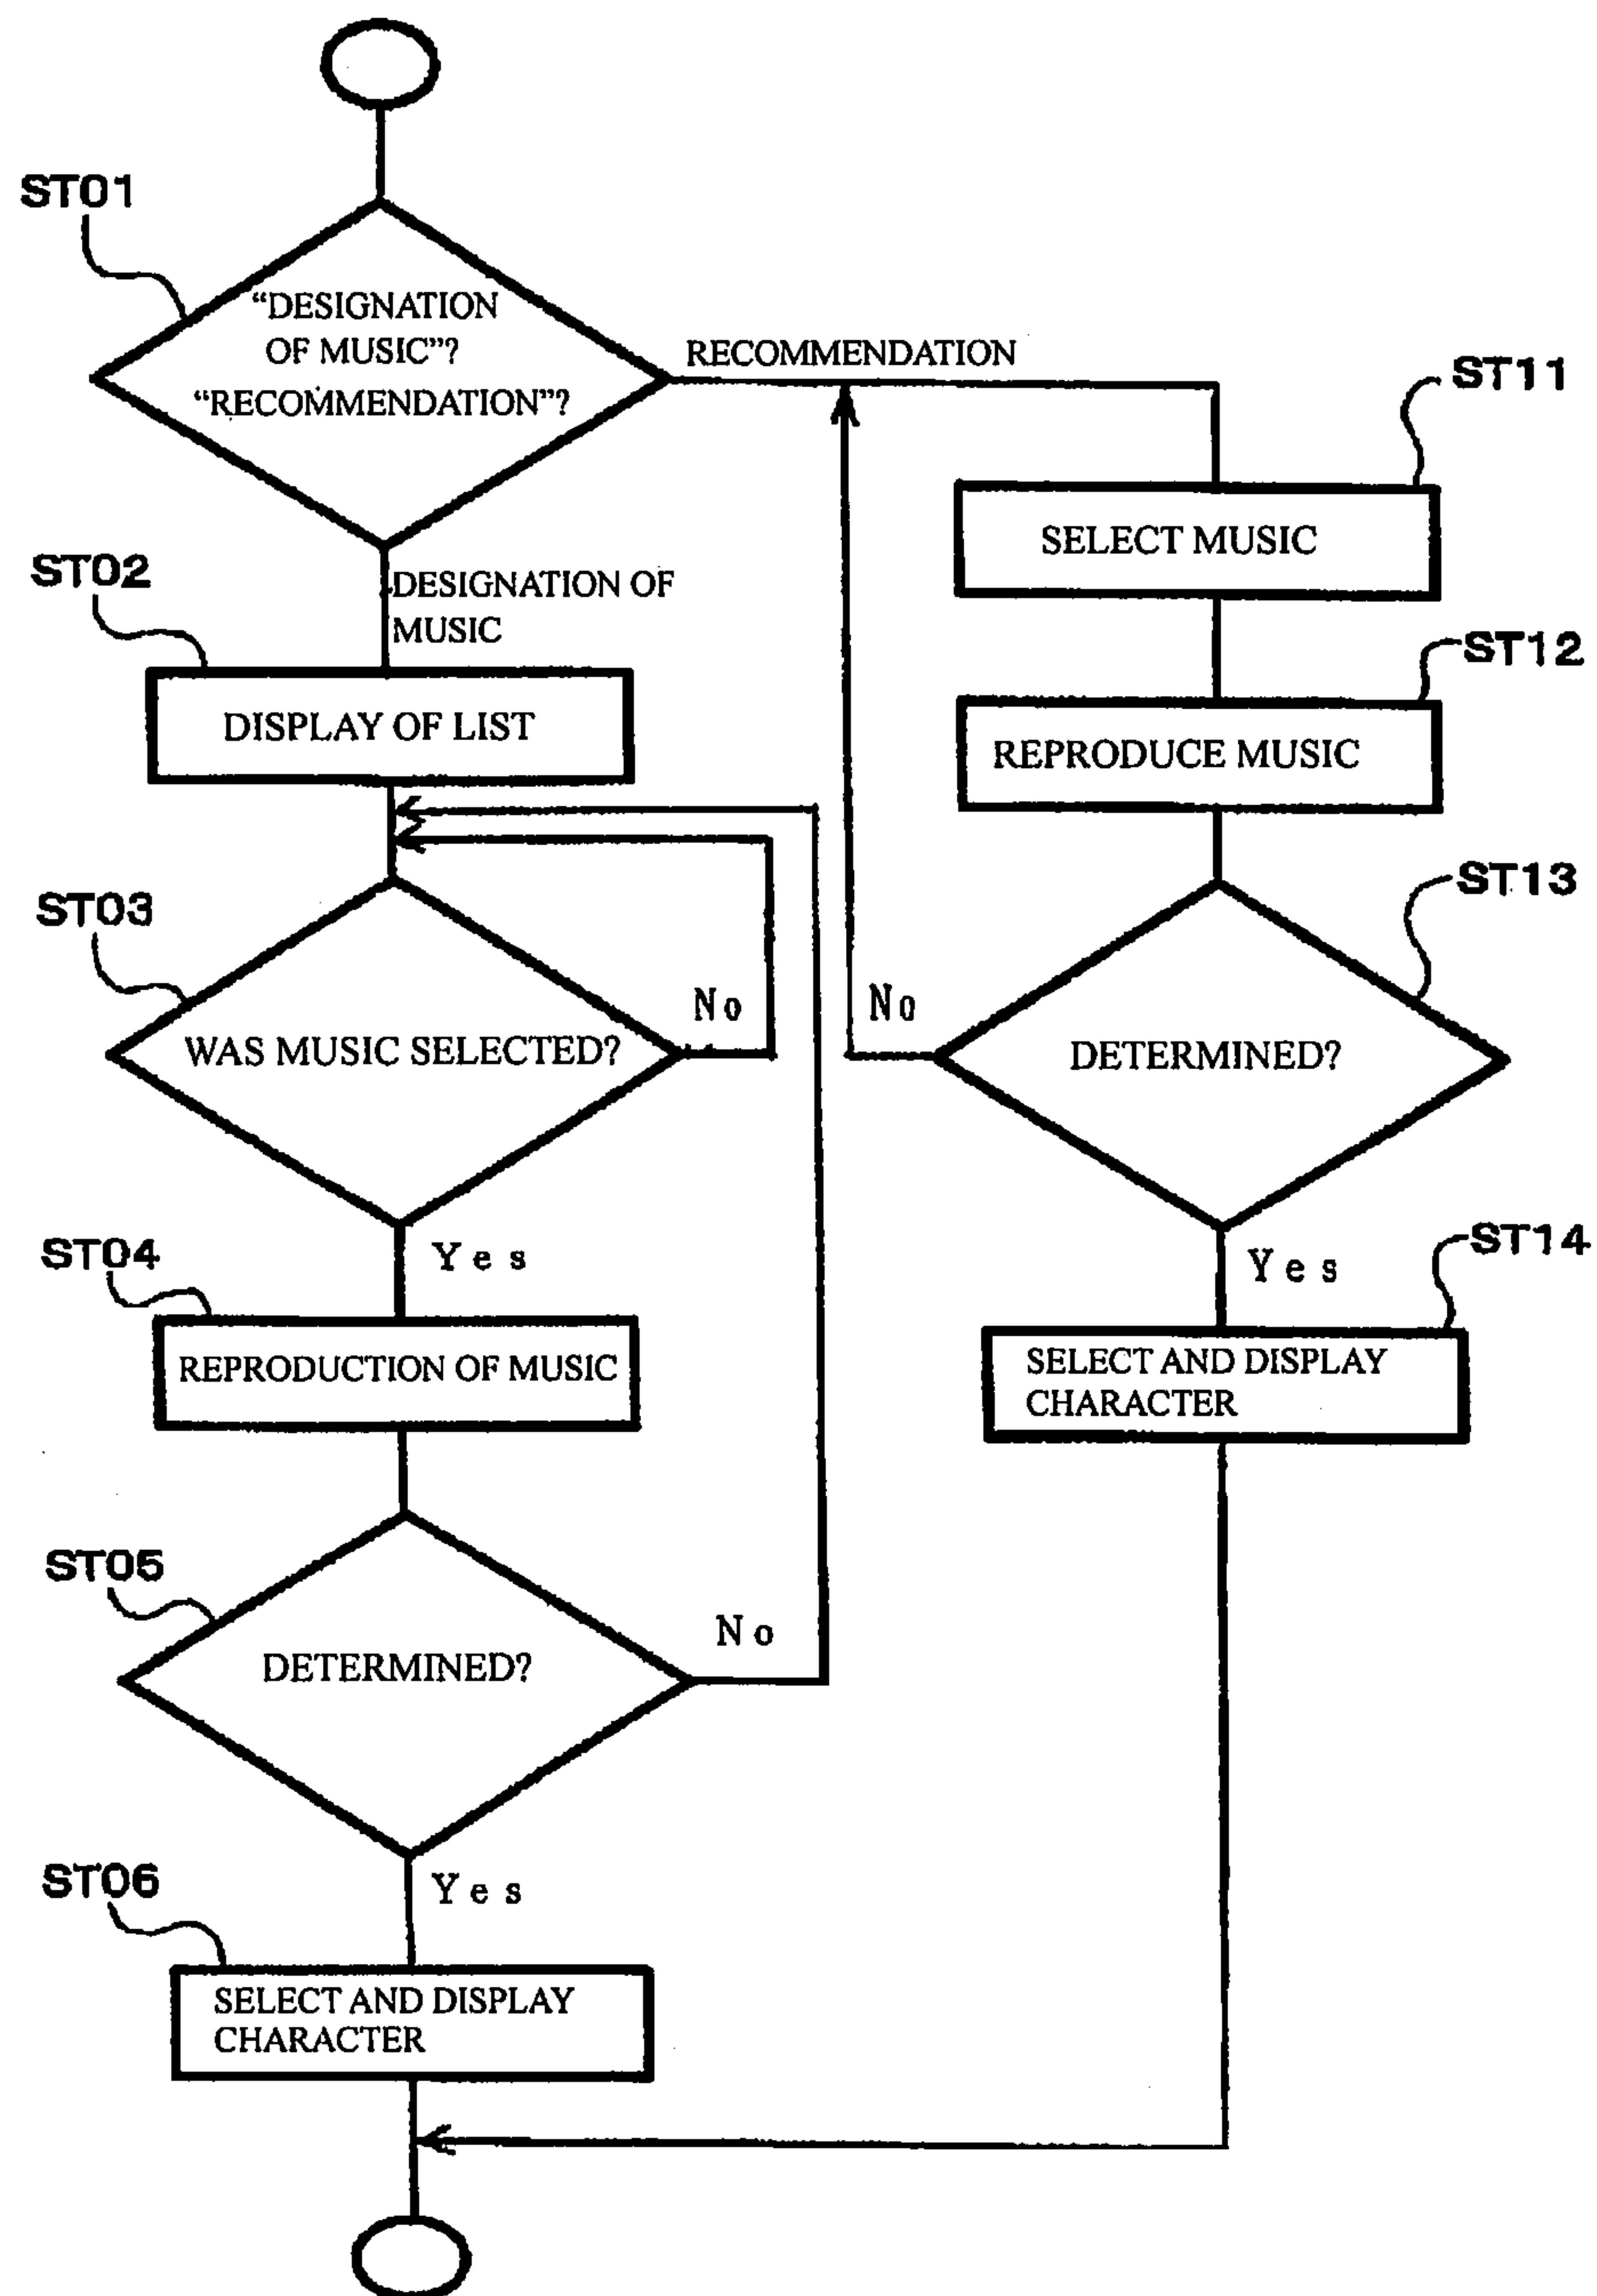 ST01
“DESIGNATION
OF MUSIC”?
“RECOMMENDATION”?
RECOMMENDATION
ST11
SELECT MUSIC
ST02
DESIGNATION OF
MUSIC
ST12
DISPLAY OF LIST
REPRODUCE MUSIC
ST03
ST13
No
No
WAS MUSIC SELECTED?
DETERMINED?
ST04
Yes
ST14
Yes
REPRODUCTION OF MUSIC
SELECT AND DISPLAY
CHARACTER
ST05
No
DETERMINED?
ST06
Yes
SELECT AND DISPLAY
CHARACTER